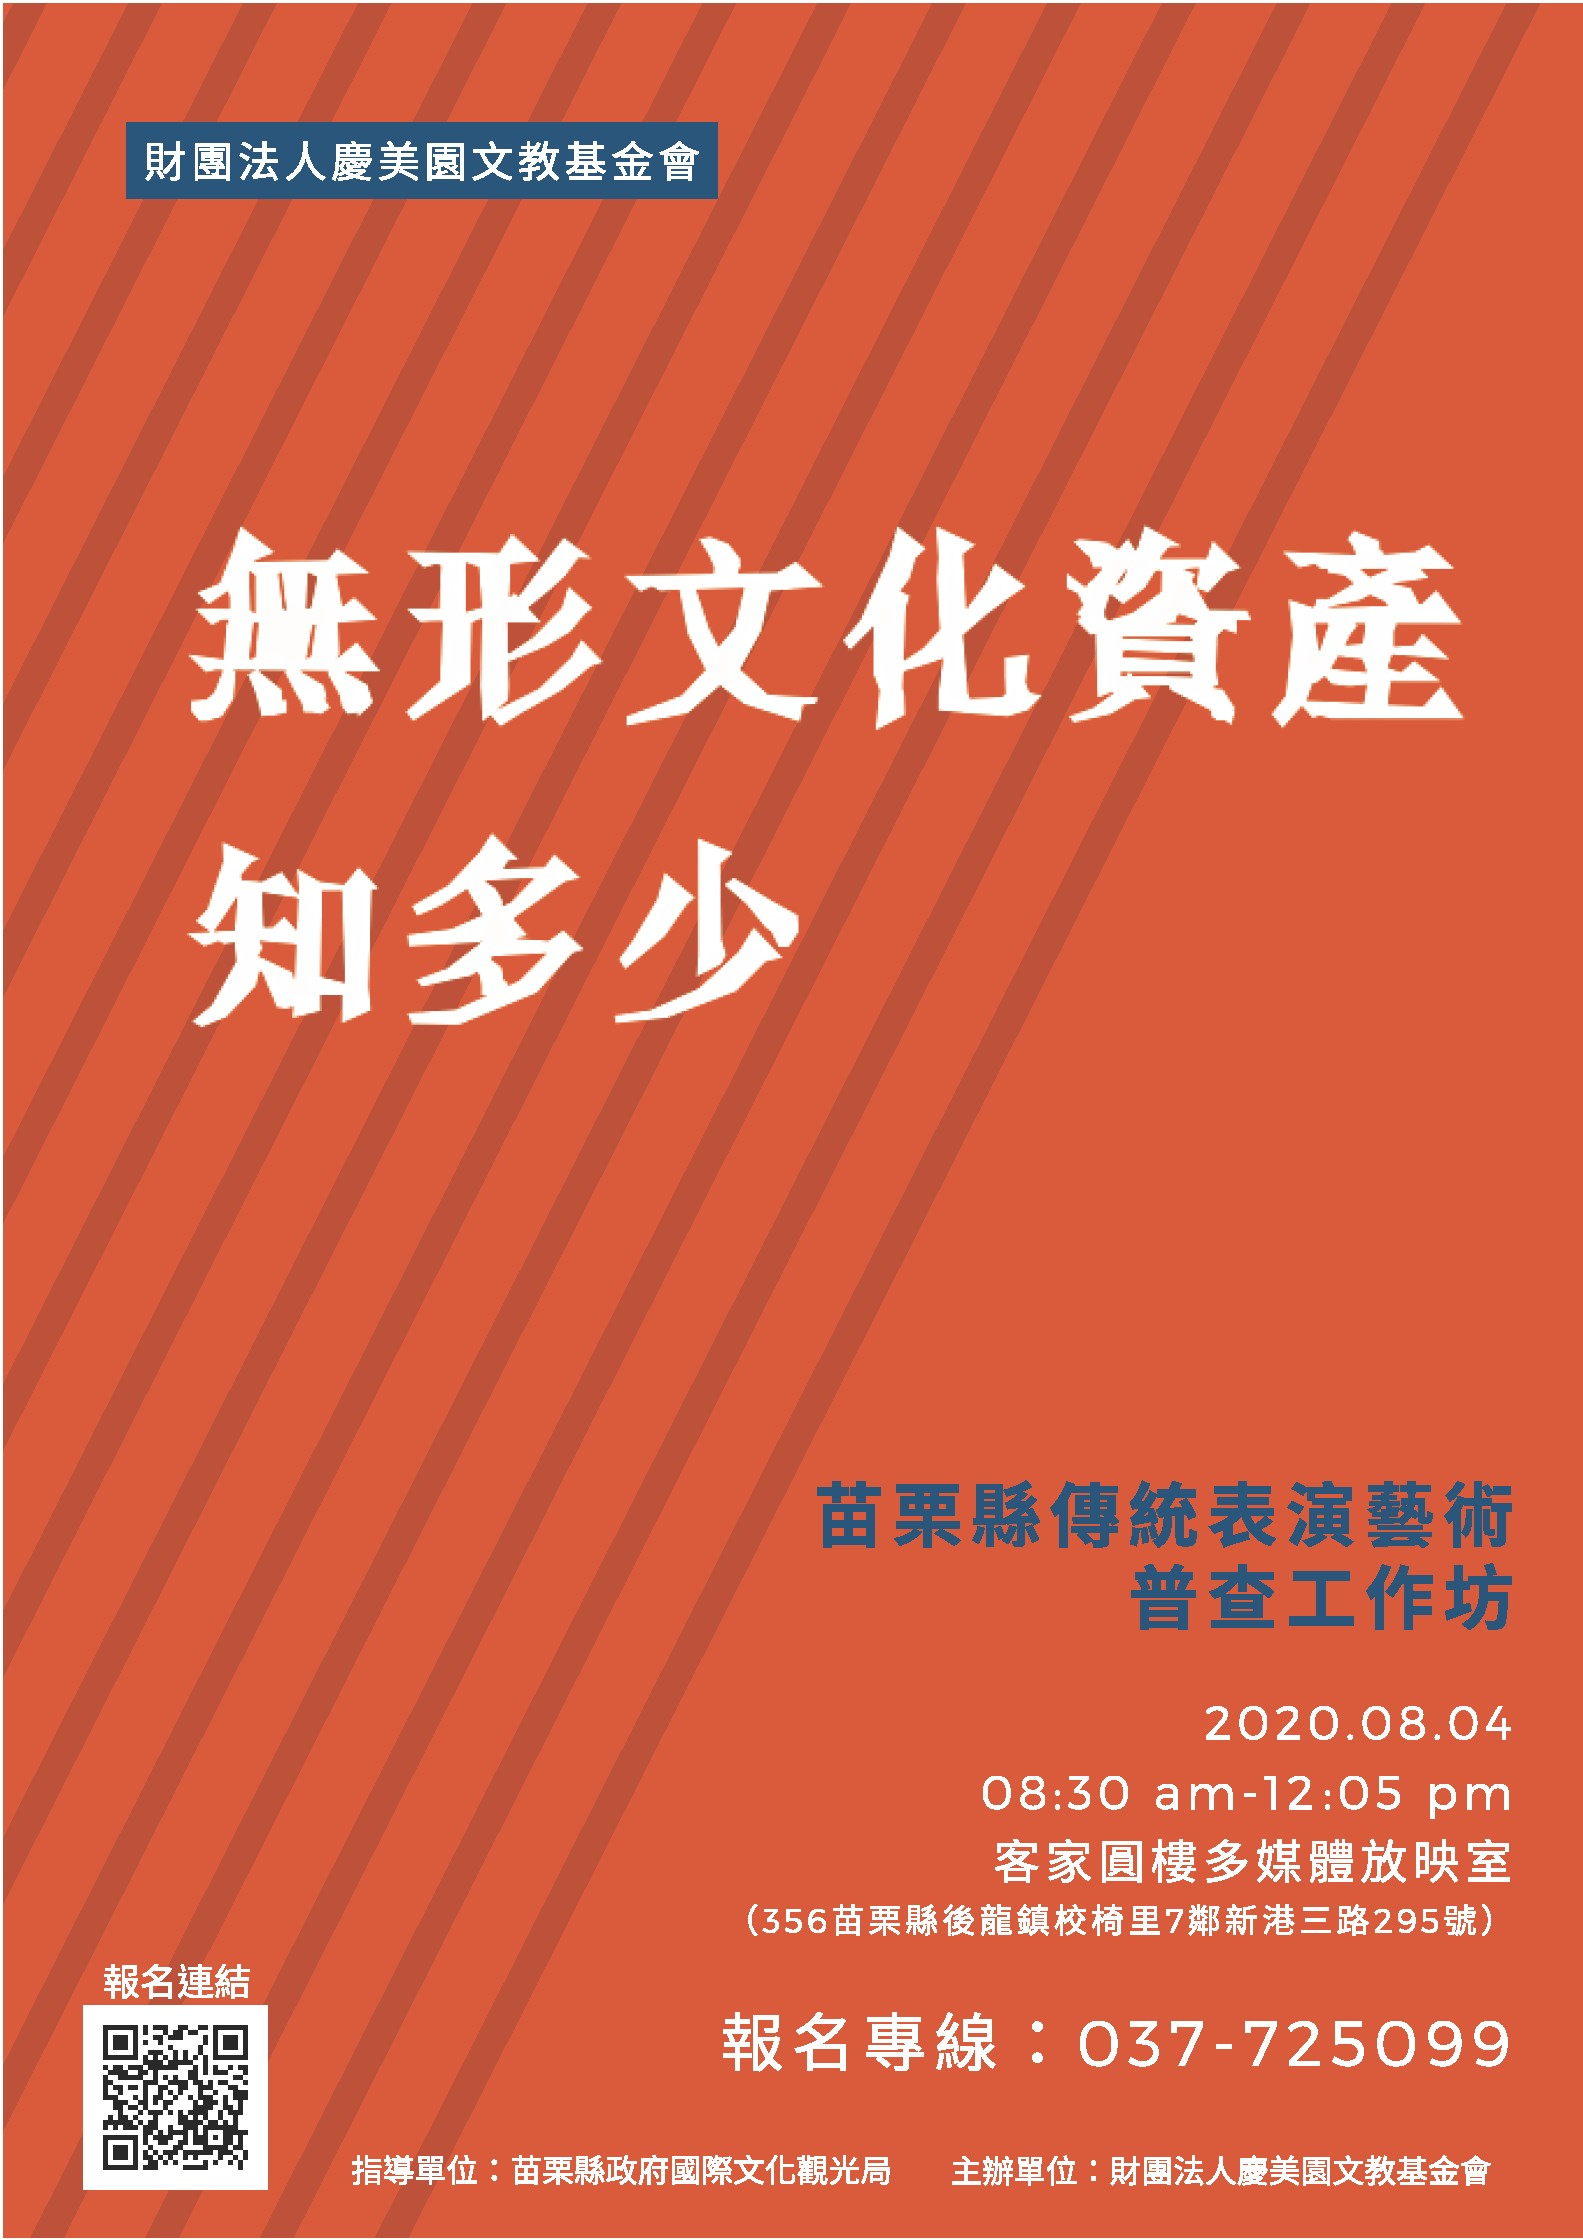 財團法人慶美園文教基金會
無形文化資產
知多少
苗栗縣傳統表演藝術
普查工作坊
2020.08.04
08:30 am-12:05 pm
客家圓樓多媒體放映室
（356苗栗縣後龍鎮校椅里7鄰新港三路295號）
報名連結
報名專線：037-725099
指導單位：苗栗縣政府國際文化觀光局 主辦單位：財團法人慶美園文教基金會